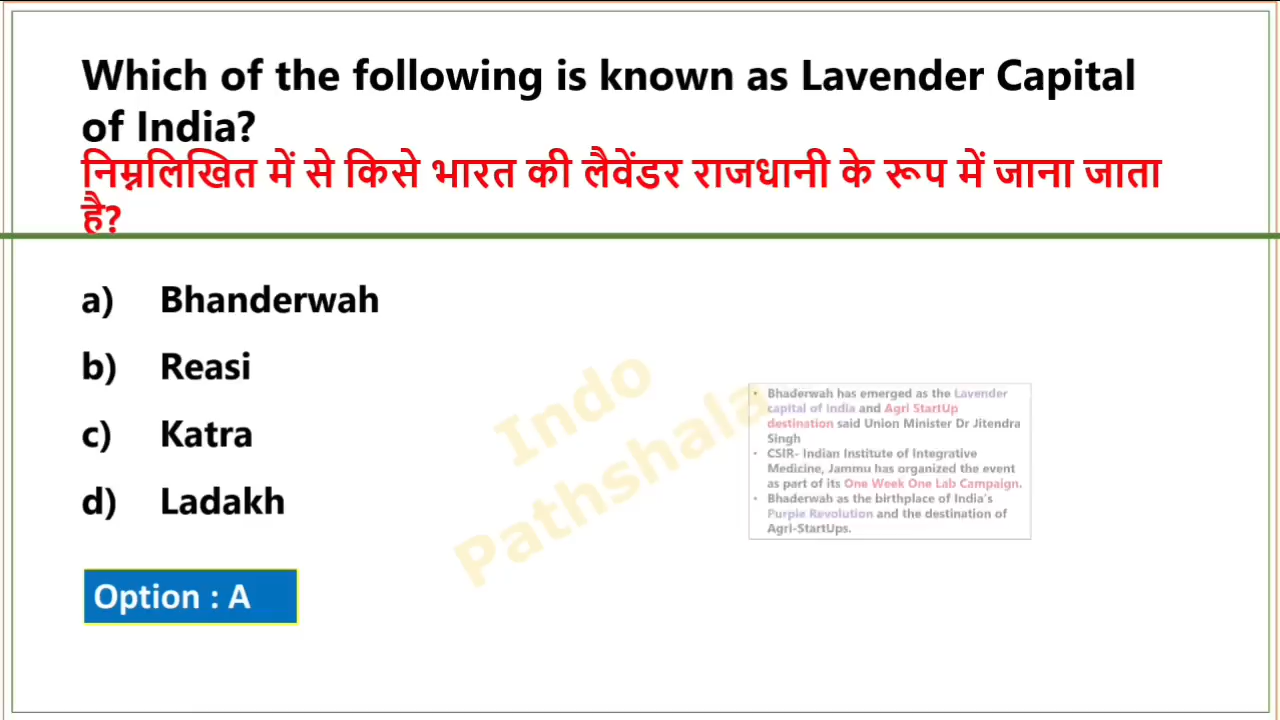 Which of the following is known as Lavender Capital
of India?
निम्नलिखित में से किसे भारत की लैवेंडर राजधानी के रूप में जाना जाता
है?
a) Bhanderwah
b) Reasi
c) Katra
d) Ladakh
Option : A
Indo
Pathshala
• Bhaderwah has emerged as the Lavender
capital of India and Agri StartUp
destination said Union Minister Dr Jitendra
Singh
• CSIR- Indian Institute of Integrative
Medicine, Jammu has organized the event
as part of its One Week One Lab Campaign.
• Bhaderwah as the birthplace of India's
Purple Revolution and the destination of
Agri-StartUps.